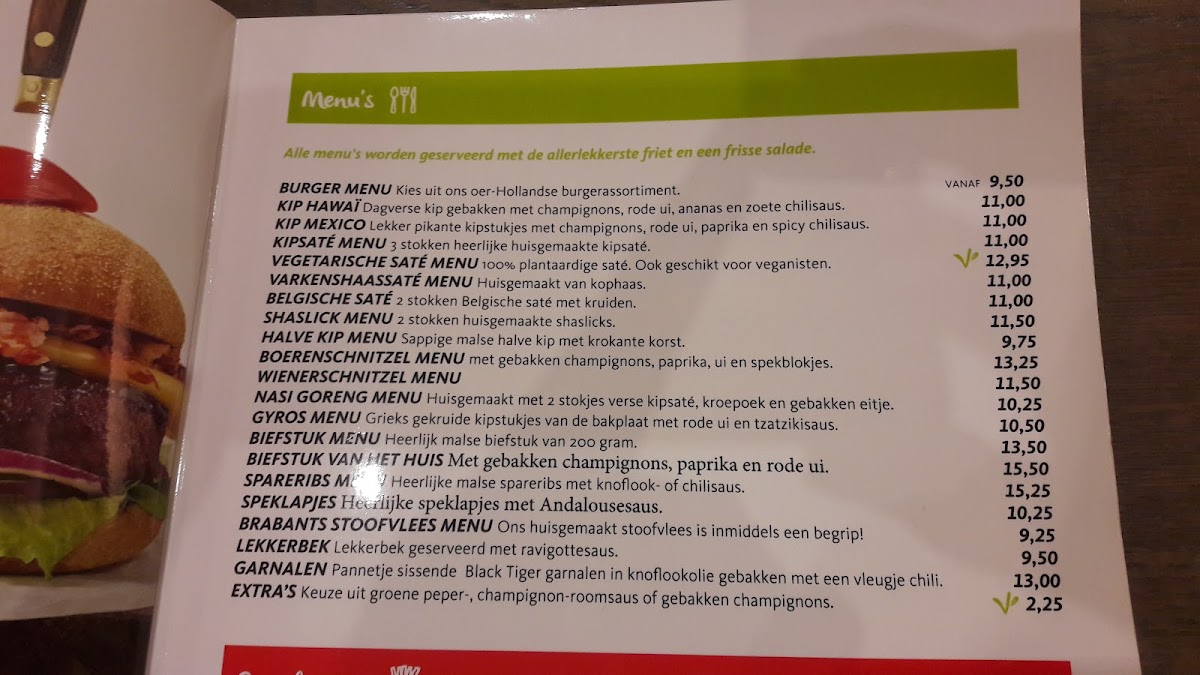 Menu's
Alle menu's worden geserveerd met de allerlekkerste friet en een frisse salade.
BURGER MENU Kies uit ons oer-Hollandse burgerassortiment. VANAF 9,50
KIP HAWAÏ Dagverse kip gebakken met champignons, rode ui, ananas en zoete chilisaus. 11,00
KIP MEXICO Lekker pikante kipstukjes met champignons, rode ui, paprika en spicy chilisaus. 11,00
KIPSATÉ MENU 3 stokken heerlijke huisgemaakte kipsaté. 11,00
VEGETARISCHE SATÉ MENU 100% plantaardige saté. Ook geschikt voor veganisten. 12,95
VARKENSHAASSATÉ MENU Huisgemaakt van kophaas. 11,00
BELGISCHE SATÉ 2 stokken Belgische saté met kruiden. 11,00
SHASLICK MENU 2 stokken huisgemaakte shaslicks. 11,50
HALVE KIP MENU Sappige malse halve kip met krokante korst. 9,75
BOERENSCHNITZEL MENU met gebakken champignons, paprika, ui en spekblokjes. 13,25
WIENERSCHNITZEL MENU 11,50
NASI GORENG MENU Huisgemaakt met 2 stokjes verse kipsaté, kroepoek en gebakken eitje. 10,25
GYROS MENU Grieks gekruide kipstukjes van de bakplaat met rode ui en tzatzikisaus. 10,50
BIEFSTUK MENU Heerlijk malse biefstuk van 200 gram. 13,50
BIEFSTUK VAN HET HUIS Met gebakken champignons, paprika en rode ui. 15,50
SPARERIBS MENU Heerlijke malse spareribs met knoflook- of chilisaus. 15,25
SPEKLAPJES Heerlijke speklapjes met Andalousesaus. 10,25
BRABANTS STOOFVLEES MENU Ons huisgemaakt stoofvlees is inmiddels een begrip! 9,25
LEKKERBEK Lekkerbek geserveerd met ravigottesaus. 9,50
GARNALEN Pannetje sissende Black Tiger garnalen in knoflookolie gebakken met een vleugje chili. 13,00
EXTRA'S Keuze uit groene peper-, champignon-roomsaus of gebakken champignons. 2,25